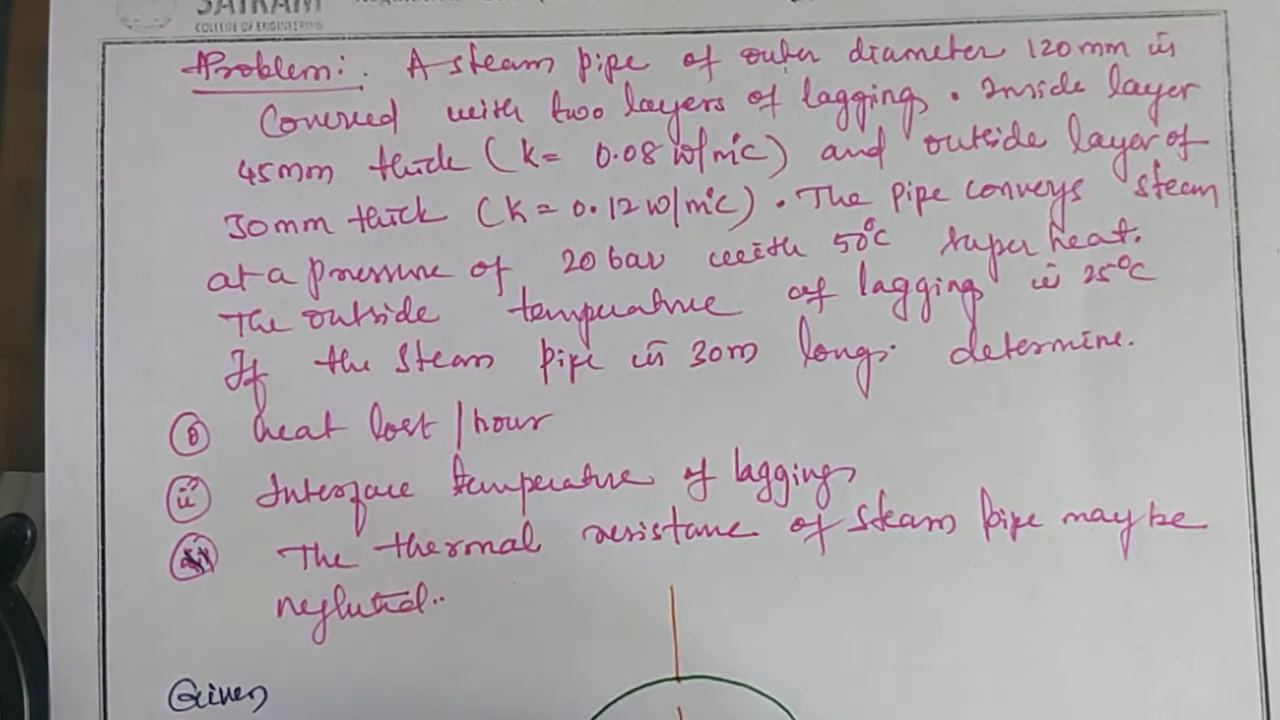 SAIRAM
COLLEGE OF ENGINEERING
Problem:. A steam pipe of outer diameter 120mm is
Covered with two layers of lagging. Inside layer
45mm thick (k= 0.08 W/m°c) and outside layer of
30mm thick (K = 0.12 W/m°c). The pipe conveys steam
at a pressure of 20 bar with 50°C super heat.
The outside temperature of lagging is 25°C
If the steam pipe is 30m long. determine.
(i) heat lost /hour
(ii) Interface temperature of lagging
The thermal resistance of steam pipe may be
neglected..
Given